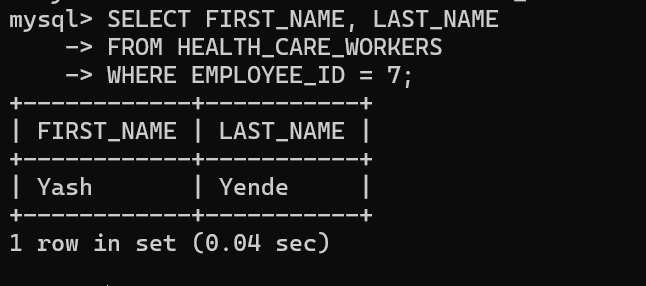 mysql> SELECT FIRST_NAME, LAST_NAME
    -> FROM HEALTH_CARE_WORKERS
    -> WHERE EMPLOYEE_ID = 7;
+------------+-----------+
| FIRST_NAME | LAST_NAME |
+------------+-----------+
| Yash       | Yende     |
+------------+-----------+
1 row in set (0.04 sec)